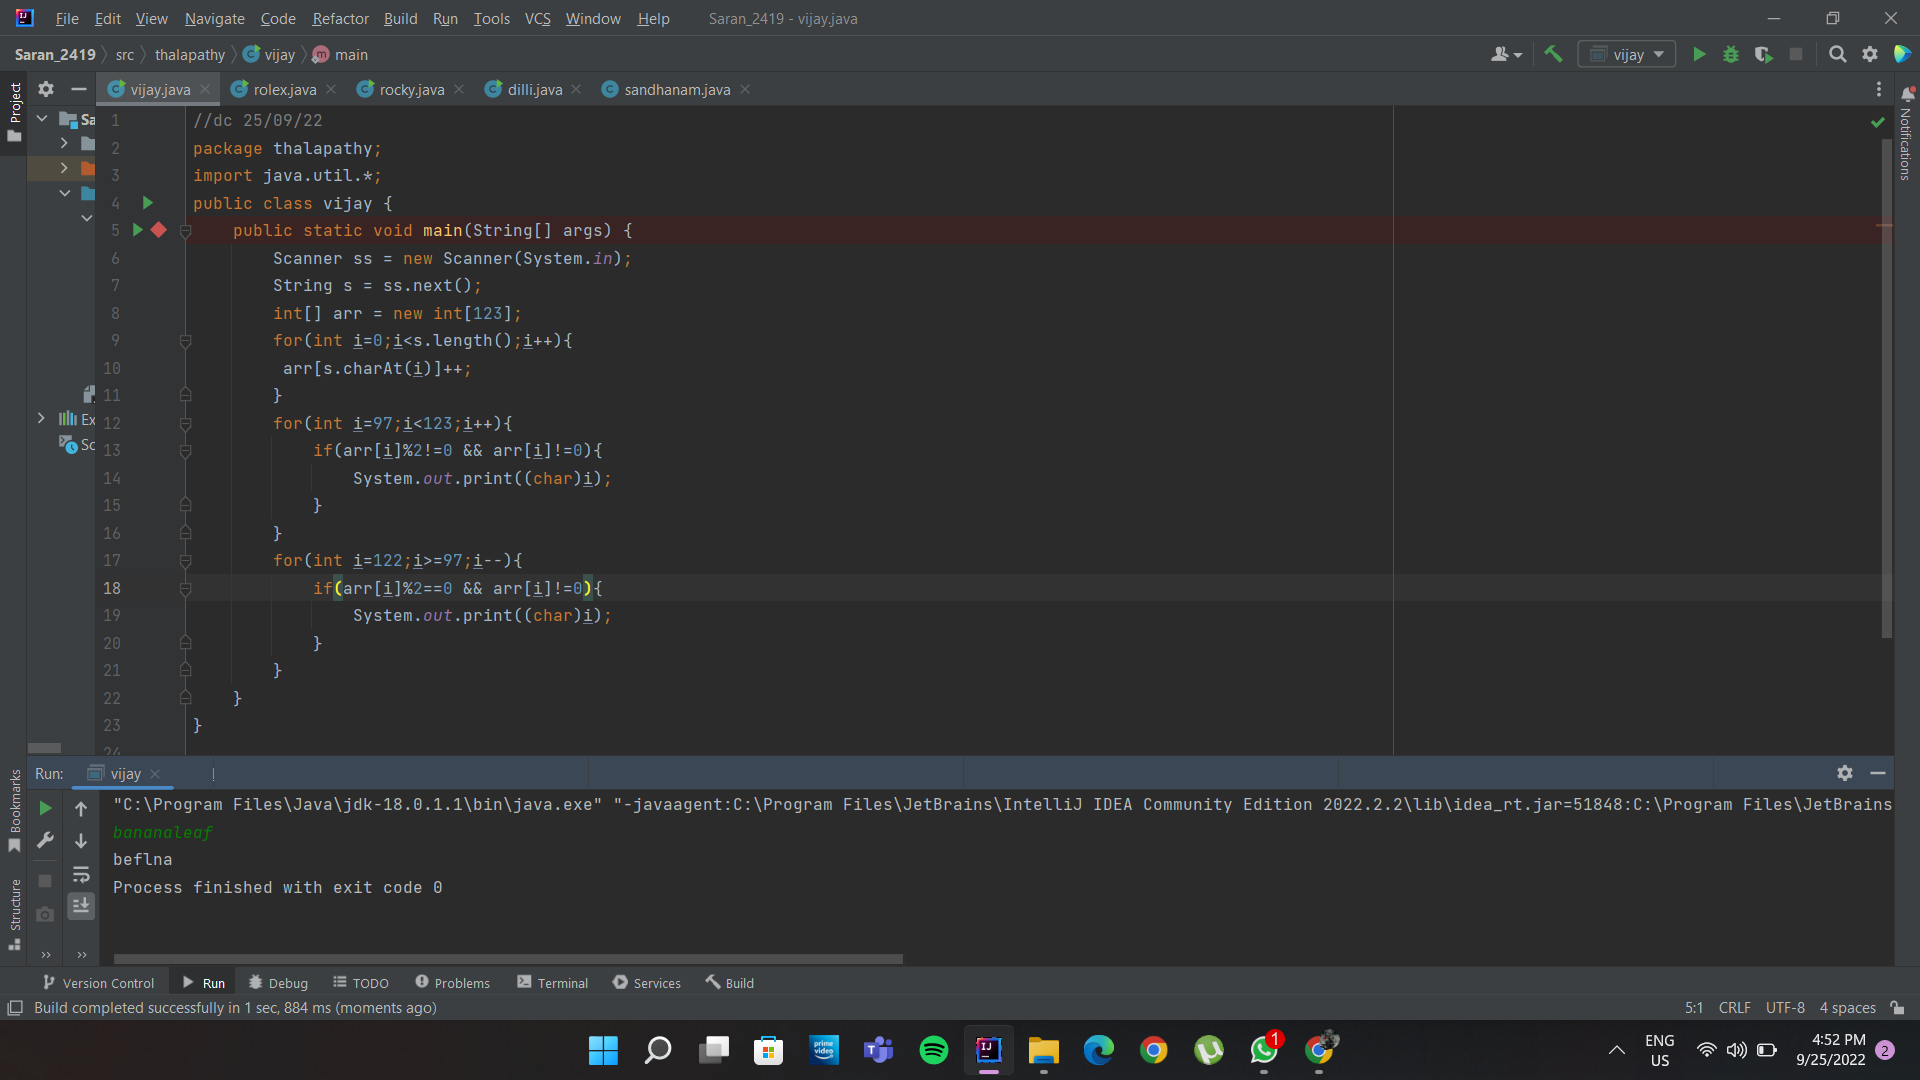 File Edit View Navigate Code Refactor Build Run Tools VCS Window Help Saran_2419 - vijay.java
Saran_2419 src thalapathy vijay main vijay
vijay.java rolex.java rocky.java dilli.java sandhanam.java
Project
Notifications
Sa
Ex
Sc
1 //dc 25/09/22
2 package thalapathy;
3 import java.util.*;
4 public class vijay {
5 public static void main(String[] args) {
6 Scanner ss = new Scanner(System.in);
7 String s = ss.next();
8 int[] arr = new int[123];
9 for(int i=0;i<s.length();i++){
10 arr[s.charAt(i)]++;
11 }
12 for(int i=97;i<123;i++){
13 if(arr[i]%2!=0 && arr[i]!=0){
14 System.out.print((char)i);
15 }
16 }
17 for(int i=122;i>=97;i--){
18 if(arr[i]%2==0 && arr[i]!=0){
19 System.out.print((char)i);
20 }
21 }
22 }
23 }
24
Run: vijay
Bookmarks
Structure
"C:\Program Files\Java\jdk-18.0.1.1\bin\java.exe" "-javaagent:C:\Program Files\JetBrains\IntelliJ IDEA Community Edition 2022.2.2\lib\idea_rt.jar=51848:C:\Program Files\JetBrains
bananaleaf
beflna
Process finished with exit code 0
Version Control Run Debug TODO Problems Terminal Services Build
Build completed successfully in 1 sec, 884 ms (moments ago) 5:1 CRLF UTF-8 4 spaces
prime video
1
ENG
US
4:52 PM
9/25/2022
2